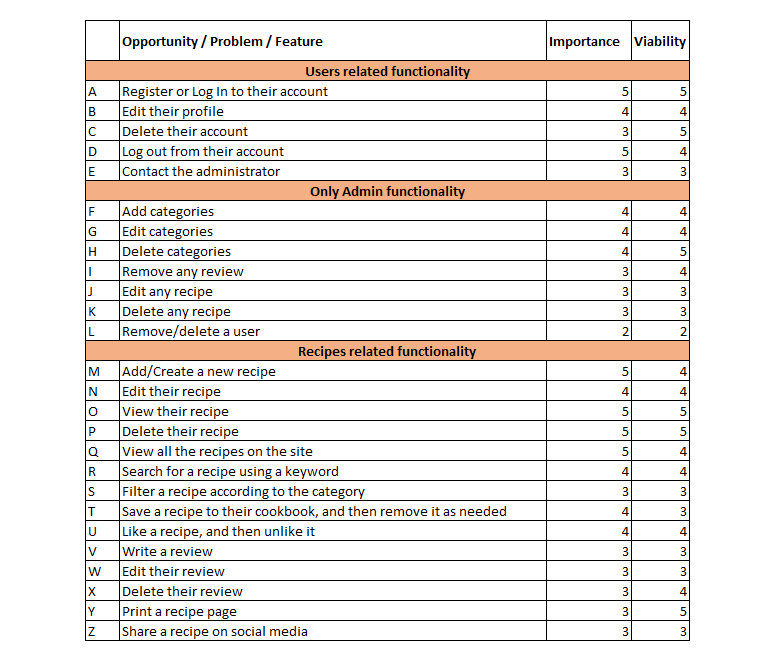 Opportunity / Problem / Feature Importance Viability
Users related functionality
A Register or Log In to their account 5 5
B Edit their profile 4 4
C Delete their account 3 5
D Log out from their account 5 4
E Contact the administrator 3 3
Only Admin functionality
F Add categories 4 4
G Edit categories 4 4
H Delete categories 4 5
I Remove any review 3 4
J Edit any recipe 3 3
K Delete any recipe 3 3
L Remove/delete a user 2 2
Recipes related functionality
M Add/Create a new recipe 5 4
N Edit their recipe 4 4
O View their recipe 5 5
P Delete their recipe 5 5
Q View all the recipes on the site 5 4
R Search for a recipe using a keyword 4 4
S Filter a recipe according to the category 3 3
T Save a recipe to their cookbook, and then remove it as needed 4 3
U Like a recipe, and then unlike it 4 4
V Write a review 3 3
W Edit their review 3 3
X Delete their review 3 4
Y Print a recipe page 3 5
Z Share a recipe on social media 3 3